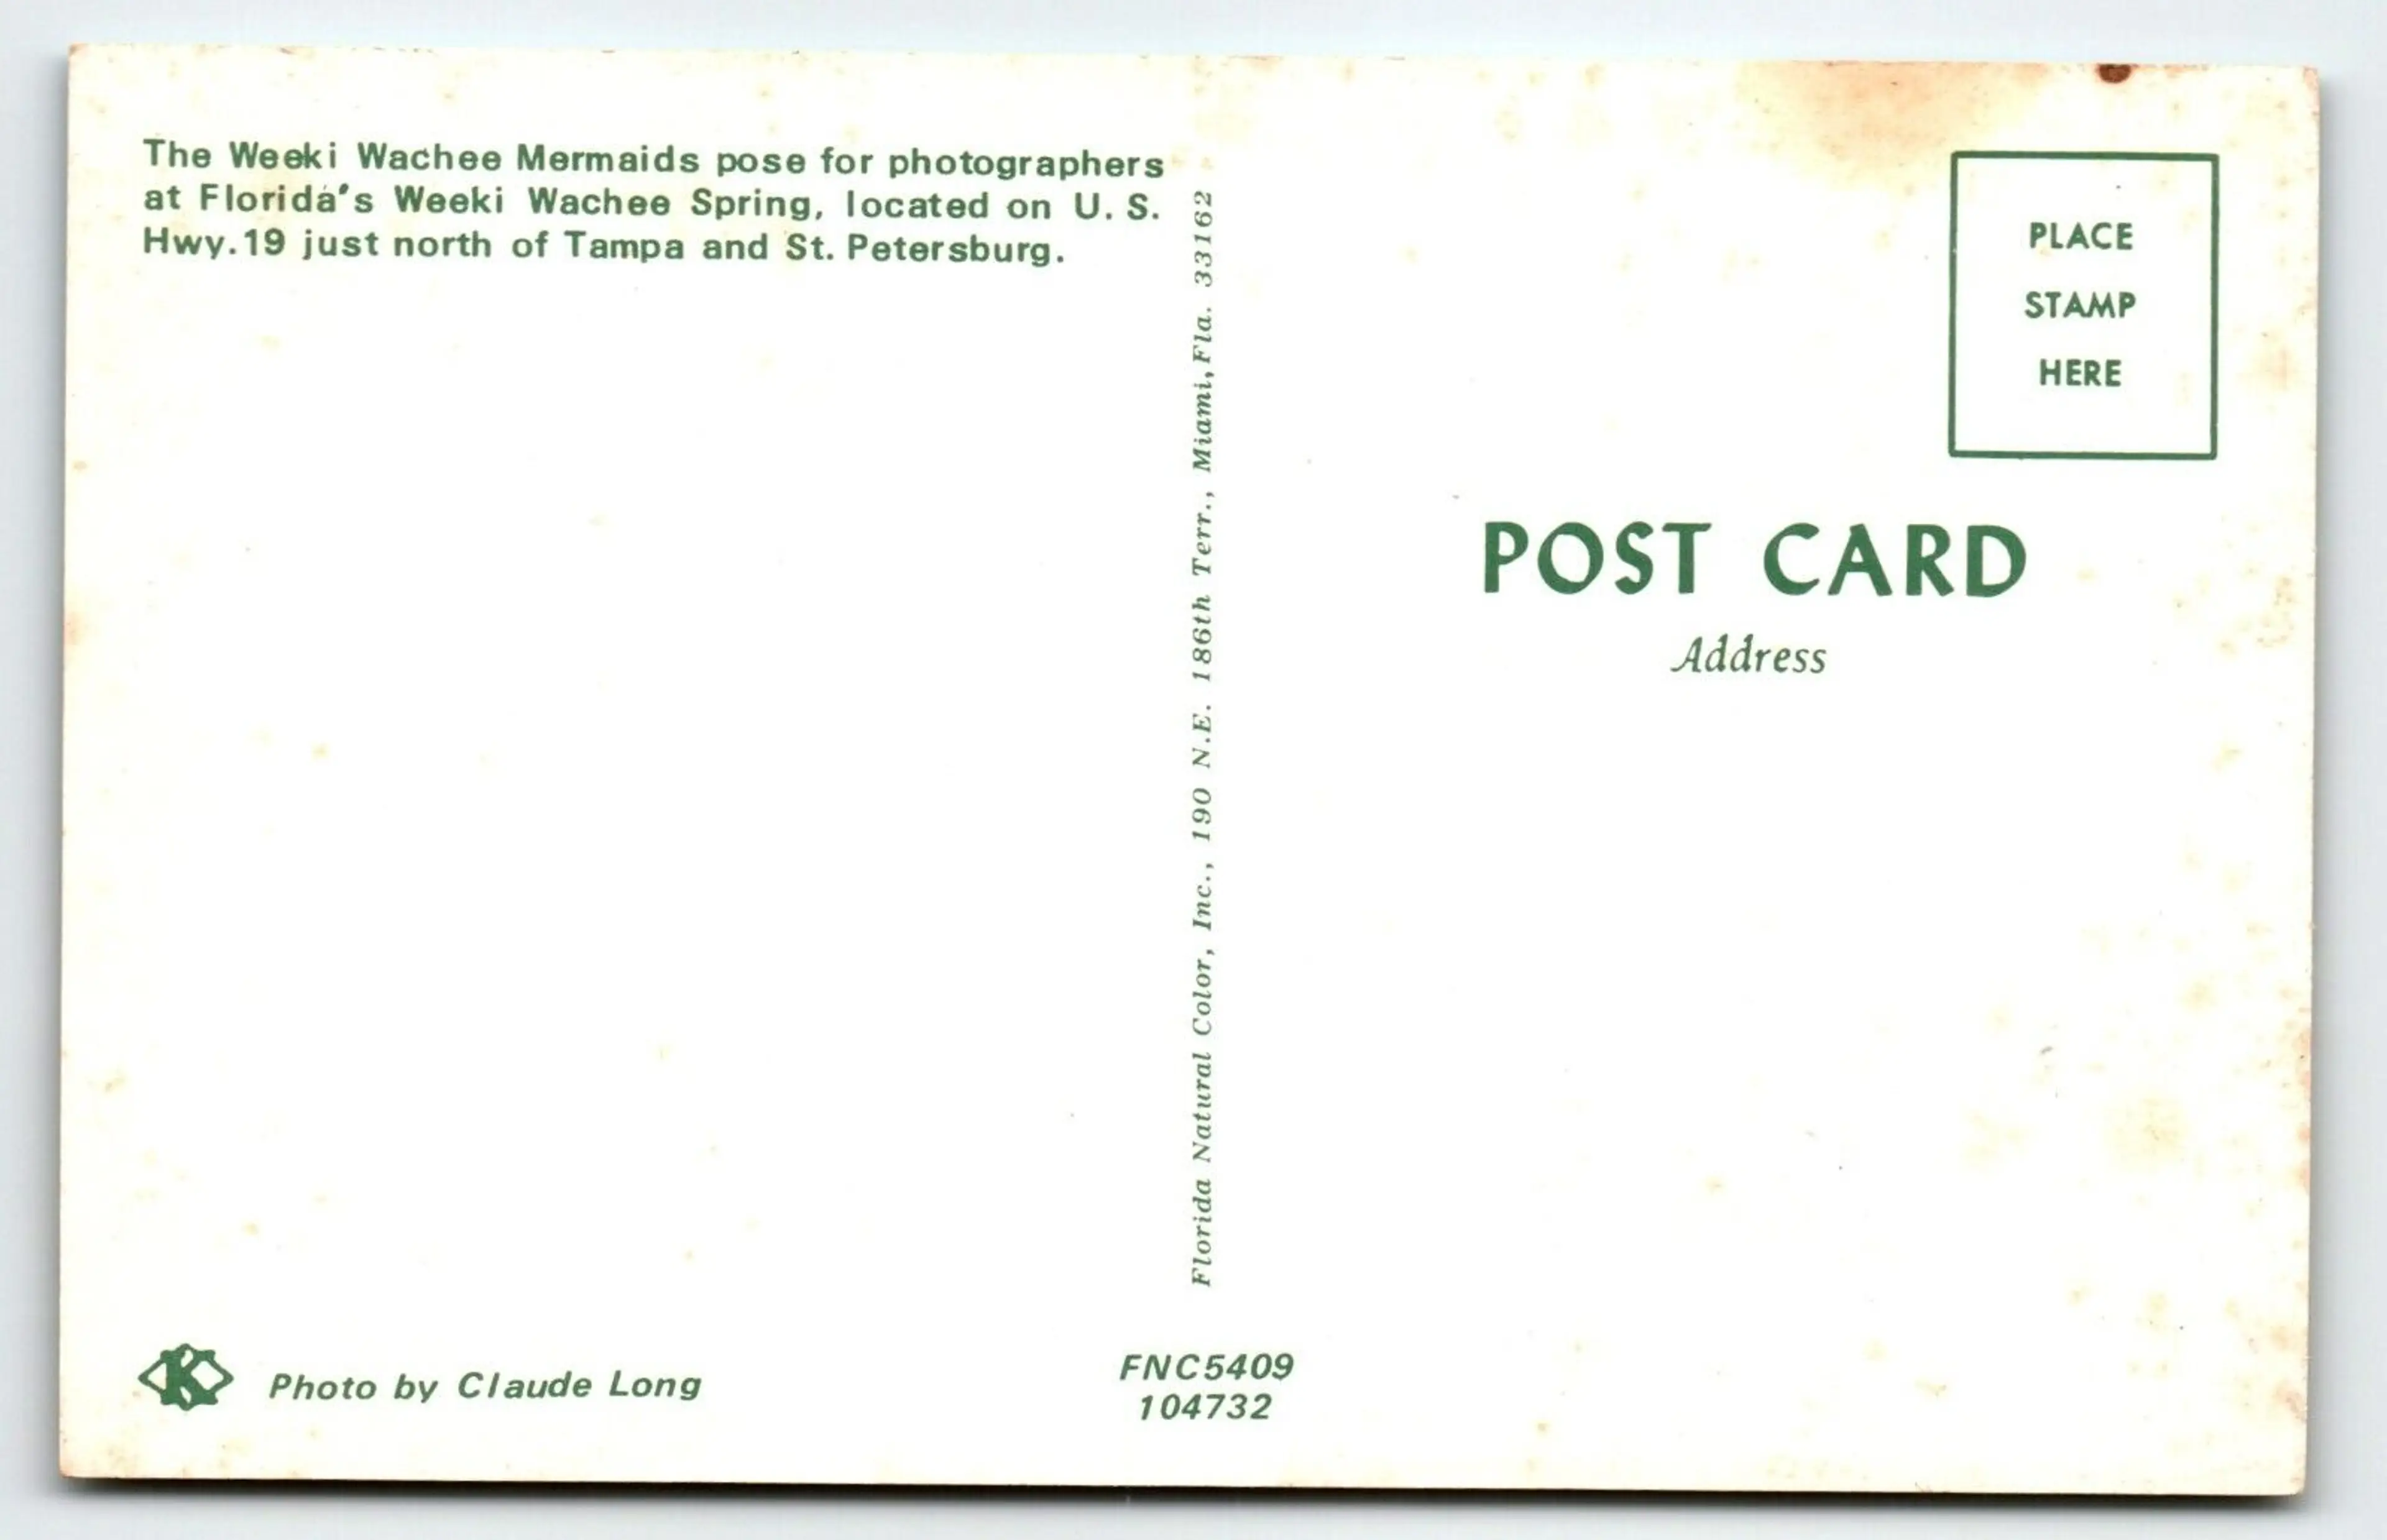 The Weeki Wachee Mermaids pose for photographers
at Florida's Weeki Wachee Spring, located on U. S.
Hwy.19 just north of Tampa and St. Petersburg.
Florida Natural Color, Inc., 190 N.E. 186th Terr., Miami, Fla. 33162
PLACE
STAMP
HERE
POST CARD
Address
K Photo by Claude Long
FNC5409
104732